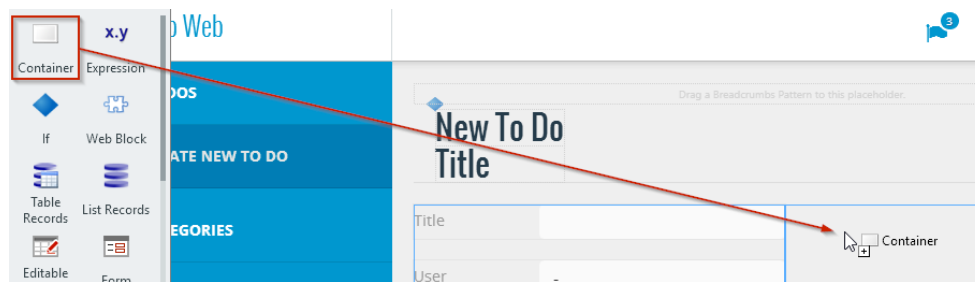 Container
x.y
Expression
If
Web Block
Table
Records
List Records
Editable
Form
Web
3
ATE NEW TO DO
EGORIES
Drag a Breadcrumbs Pattern to this placeholder.
New To Do
Title
Title
User
-
Container